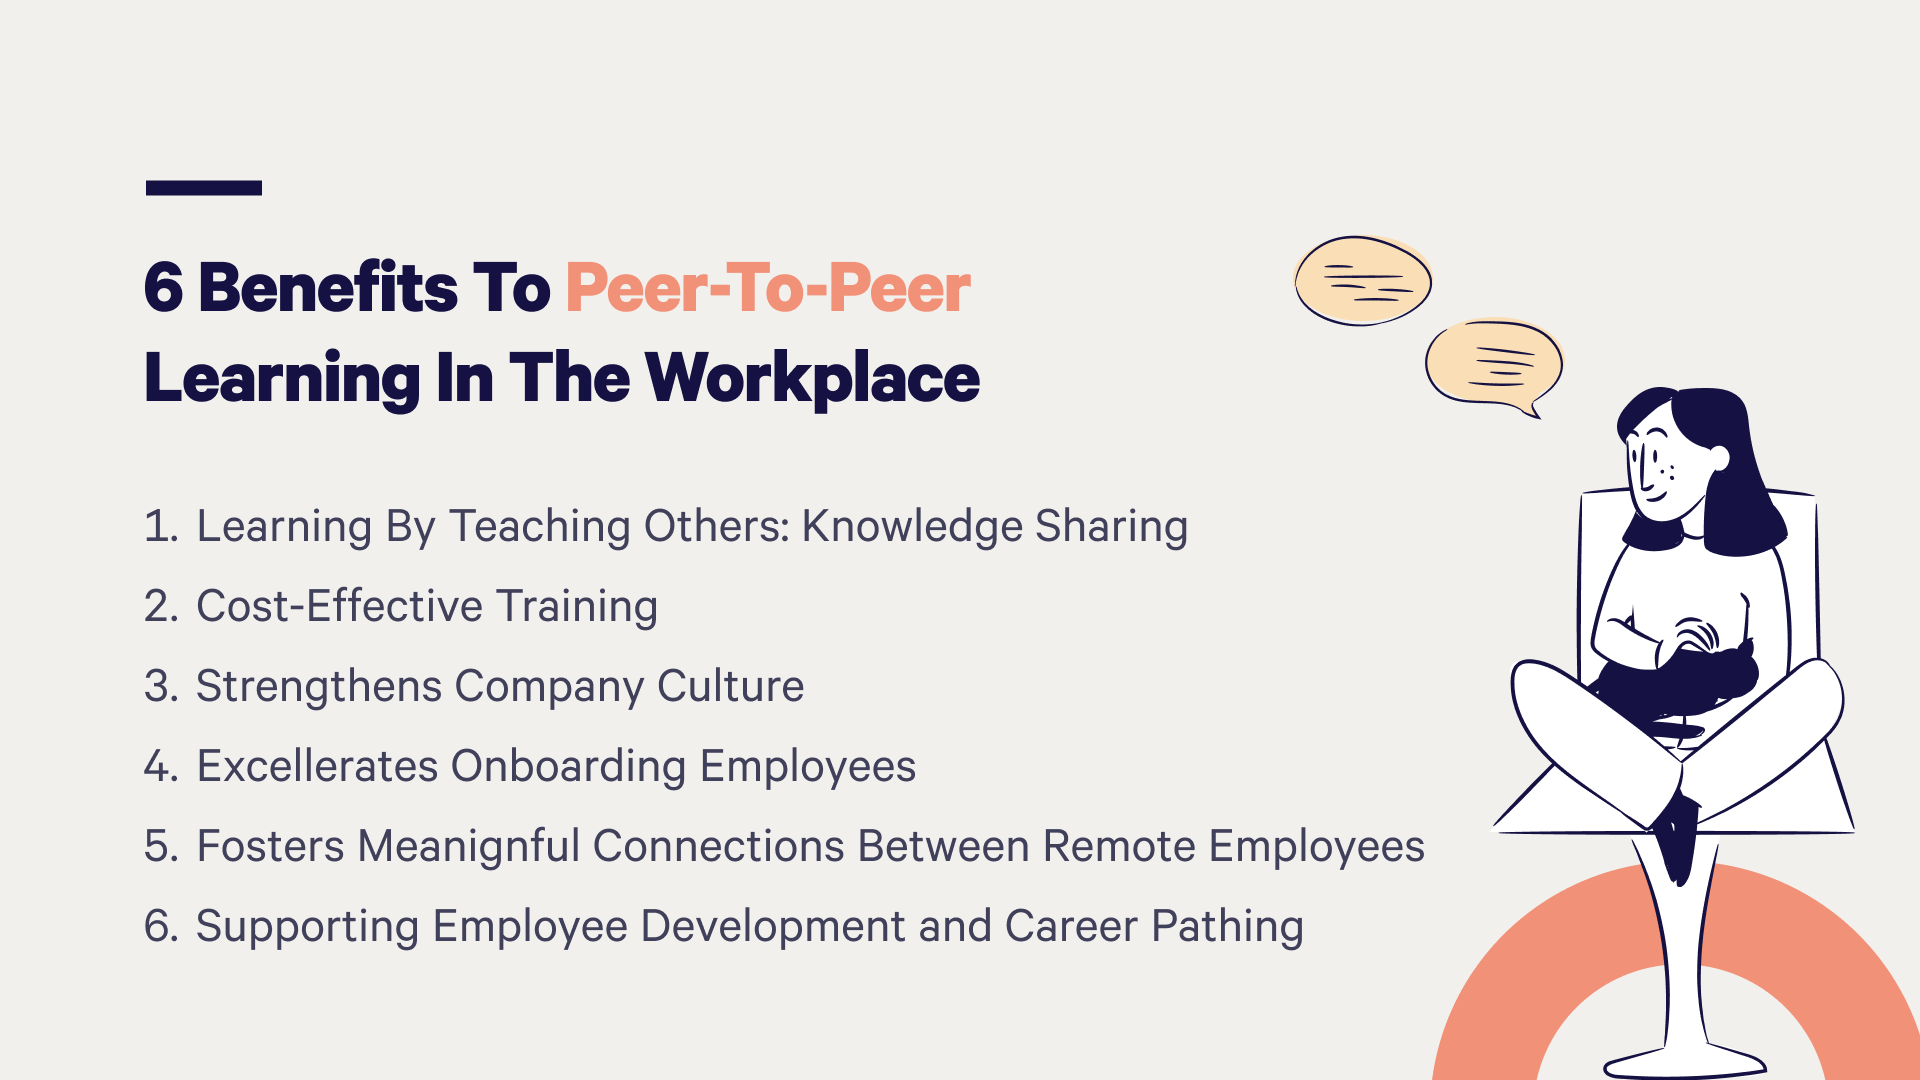 6 Benefits To Peer-To-Peer
Learning In The Workplace
1. Learning By Teaching Others: Knowledge Sharing
2. Cost-Effective Training
3. Strengthens Company Culture
4. Excellerates Onboarding Employees
5. Fosters Meanignful Connections Between Remote Employees
6. Supporting Employee Development and Career Pathing